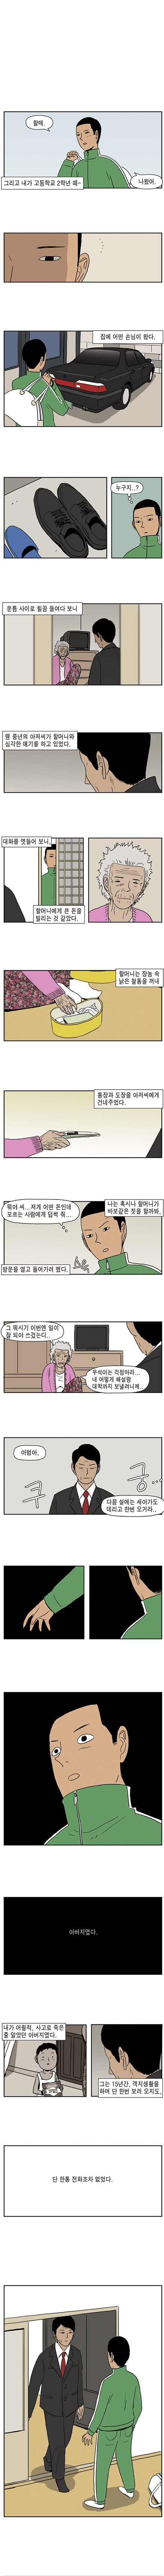 할매.
그리고 내가 고등학교 2학년 때-
나왔어.
집에 어떤 손님이 왔다.
누구지..?
문틈 사이로 힐끔 들여다 보니
웬 중년의 아저씨가 할머니와
심각한 얘기를 하고 있었다.
대화를 엿들어 보니
할머니에게 큰 돈을
빌리는 것 같았다.
할머니는 장농 속
낡은 철통을 꺼내
통장과 도장을 아저씨에게
건네주었다.
뭐야 씨...저게 어떤 돈인데
모르는 사람에게 덥썩 줘...
나는 혹시나 할머니가
바보같은 짓을 할까봐,
방문을 열고 들어가려 했다.
그 뭐시기 이번엔 일이
잘 되야 쓰겄는디..
우석이는 걱정마라...
내 어떻게 해설랑
대학까지 보낼라니께..
아범아,
쿠
궁...
다음 설에는 새아가도
데리고 한번 오거라..
아버지였다.
내가 어릴적, 사고로 죽은
줄 알았던 아버지였다.
그는 15년간, 객지생활을
하며 단 한번 보러 오지도,
단 한통 전화조차 없었다.